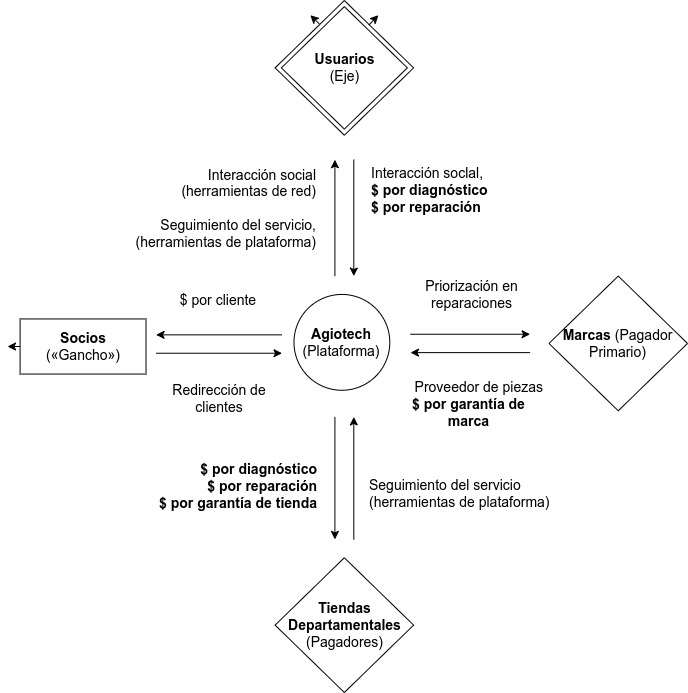 Usuarios
(Eje)
Interacción social
(herramientas de red)
Seguimiento del servicio,
(herramientas de plataforma)
Interacción soclal,
$ por diagnóstico
$ por reparación
$ por cliente
Socios
(«Gancho»)
Redirección de
clientes
Agiotech
(Plataforma)
Priorización en
reparaciones
Marcas (Pagador
Primario)
Proveedor de piezas
$ por garantía de
marca
$ por diagnóstico
$ por reparación
$ por garantía de tienda
Seguimiento del servicio
(herramientas de plataforma)
Tiendas
Departamentales
(Pagadores)